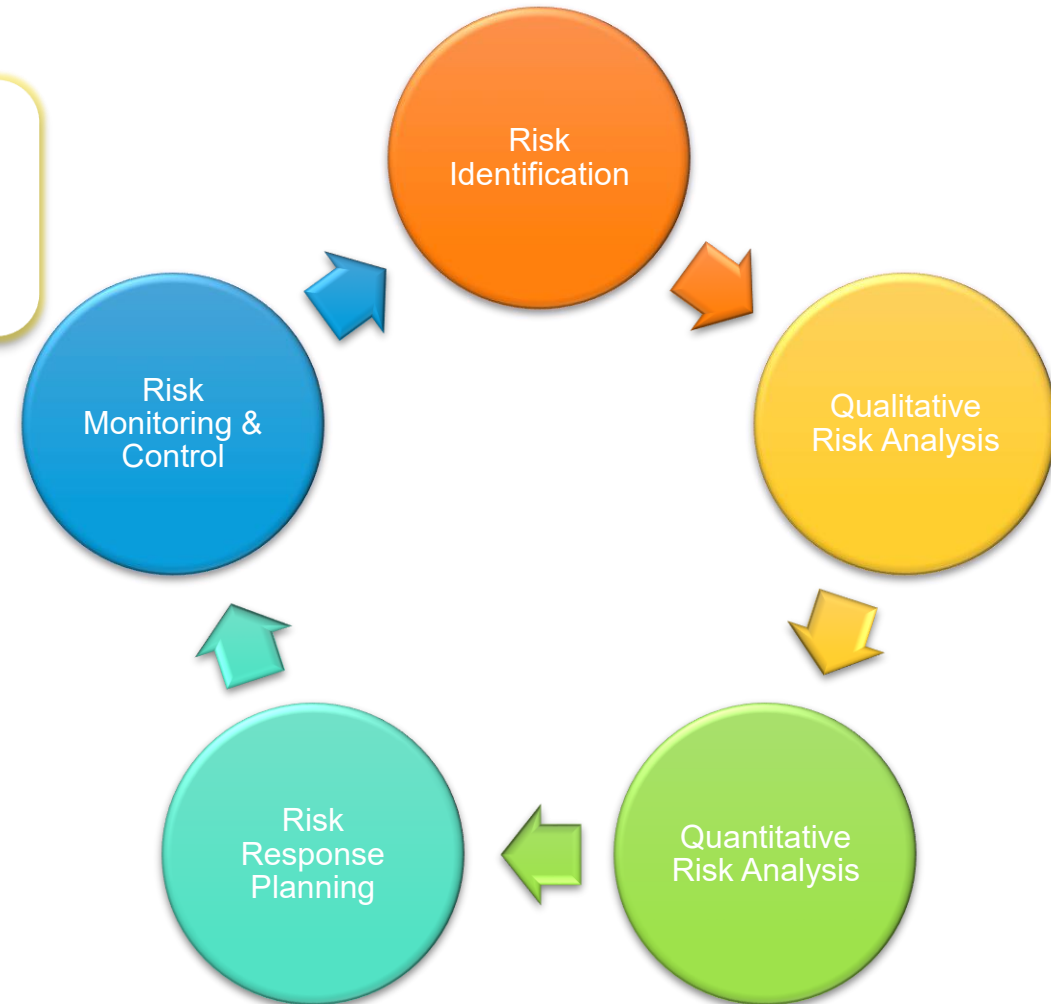 Risk
Identification
Qualitative
Risk Analysis
Quantitative
Risk Analysis
Risk
Response
Planning
Risk
Monitoring &
Control